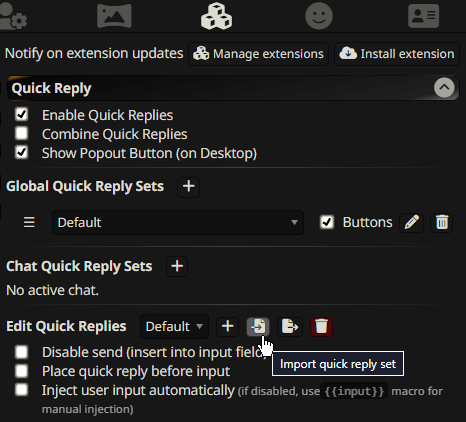 Notify on extension updates Manage extensions Install extension
Quick Reply
Enable Quick Replies
Combine Quick Replies
Show Popout Button (on Desktop)
Global Quick Reply Sets
Default Buttons
Chat Quick Reply Sets
No active chat.
Edit Quick Replies Default
Disable send (insert into input field)
Import quick reply set
Place quick reply before input
Inject user input automatically (if disabled, use {{input}} macro for
manual injection)